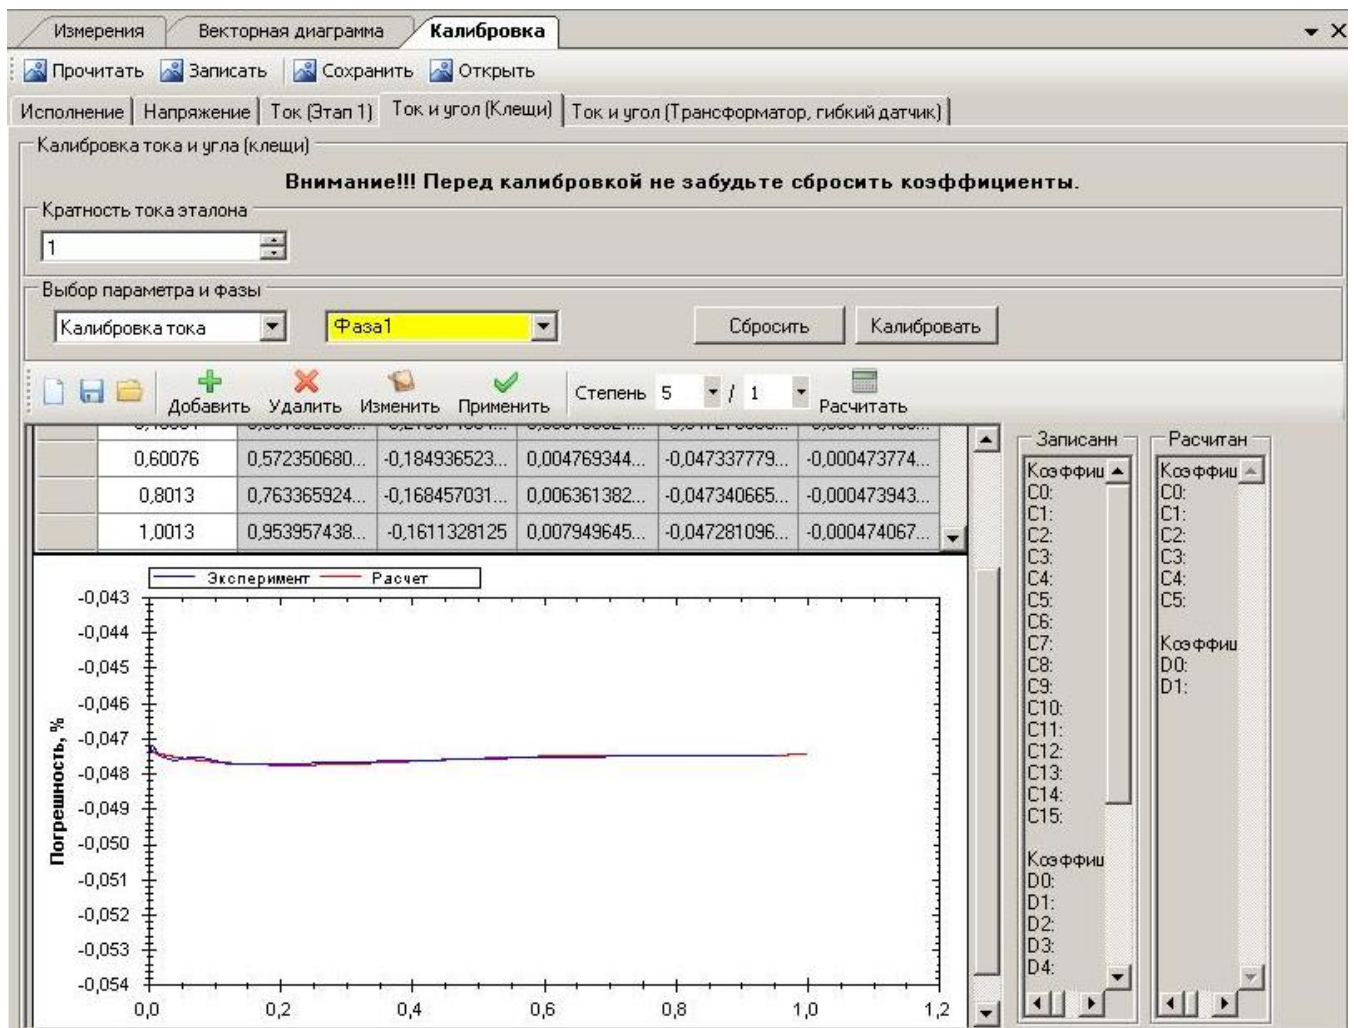 Измерения Векторная диаграмма Калибровка
Прочитать Записать Сохранить Открыть
Исполнение Напряжение Ток (Этап 1) Ток и угол (Клещи) Ток и угол (Трансформатор, гибкий датчик)
Калибровка тока и угла (клещи)
Внимание!!! Перед калибровкой не забудьте сбросить коэффициенты.
Кратность тока эталона
1
Выбор параметра и фазы
Калибровка тока Фаза1 Сбросить Калибровать
Добавить Удалить Изменить Применить Степень 5 / 1 Расчитать
0,60076 0,572350680... -0,184936523... 0,004769344... -0,047337779... -0,000473774...
0,8013 0,763365924... -0,168457031... 0,006361382... -0,047340665... -0,000473943...
1,0013 0,953957438... -0,1611328125 0,007949645... -0,047281096... -0,000474067...
Эксперимент Расчет
Погрешность, %
-0,043
-0,044
-0,045
-0,046
-0,047
-0,048
-0,049
-0,050
-0,051
-0,052
-0,053
-0,054
0,0 0,2 0,4 0,6 0,8 1,0 1,2
Записанн
Коэффиц
C0:
C1:
C2:
C3:
C4:
C5:
C6:
C7:
C8:
C9:
C10:
C11:
C12:
C13:
C14:
C15:
Коэффиц
D0:
D1:
D2:
D3:
D4:
Расчитан
Коэффиц
C0:
C1:
C2:
C3:
C4:
C5:
Коэффиц
D0:
D1: